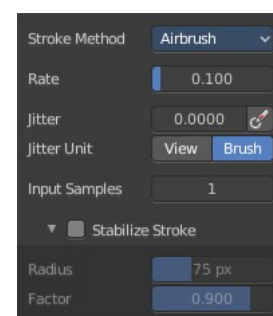 Stroke Method Airbrush
Rate 0.100
Jitter 0.0000
Jitter Unit View Brush
Input Samples 1
Stabilize Stroke
Radius 75 px
Factor 0.900